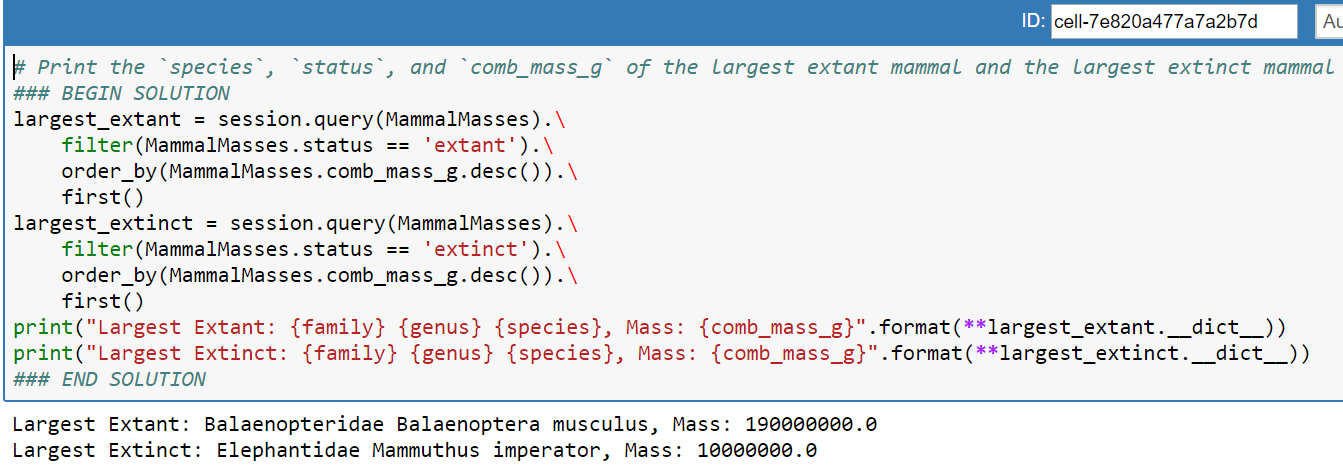 ID: cell-7e820a477a7a2b7d Au
# Print the `species`, `status`, and `comb_mass_g` of the largest extant mammal and the largest extinct mammal
### BEGIN SOLUTION
largest_extant = session.query(MammalMasses).\
    filter(MammalMasses.status == 'extant').\
    order_by(MammalMasses.comb_mass_g.desc()).\
    first()
largest_extinct = session.query(MammalMasses).\
    filter(MammalMasses.status == 'extinct').\
    order_by(MammalMasses.comb_mass_g.desc()).\
    first()
print("Largest Extant: {family} {genus} {species}, Mass: {comb_mass_g}".format(**largest_extant.__dict__))
print("Largest Extinct: {family} {genus} {species}, Mass: {comb_mass_g}".format(**largest_extinct.__dict__))
### END SOLUTION
Largest Extant: Balaenopteridae Balaenoptera musculus, Mass: 190000000.0
Largest Extinct: Elephantidae Mammuthus imperator, Mass: 10000000.0